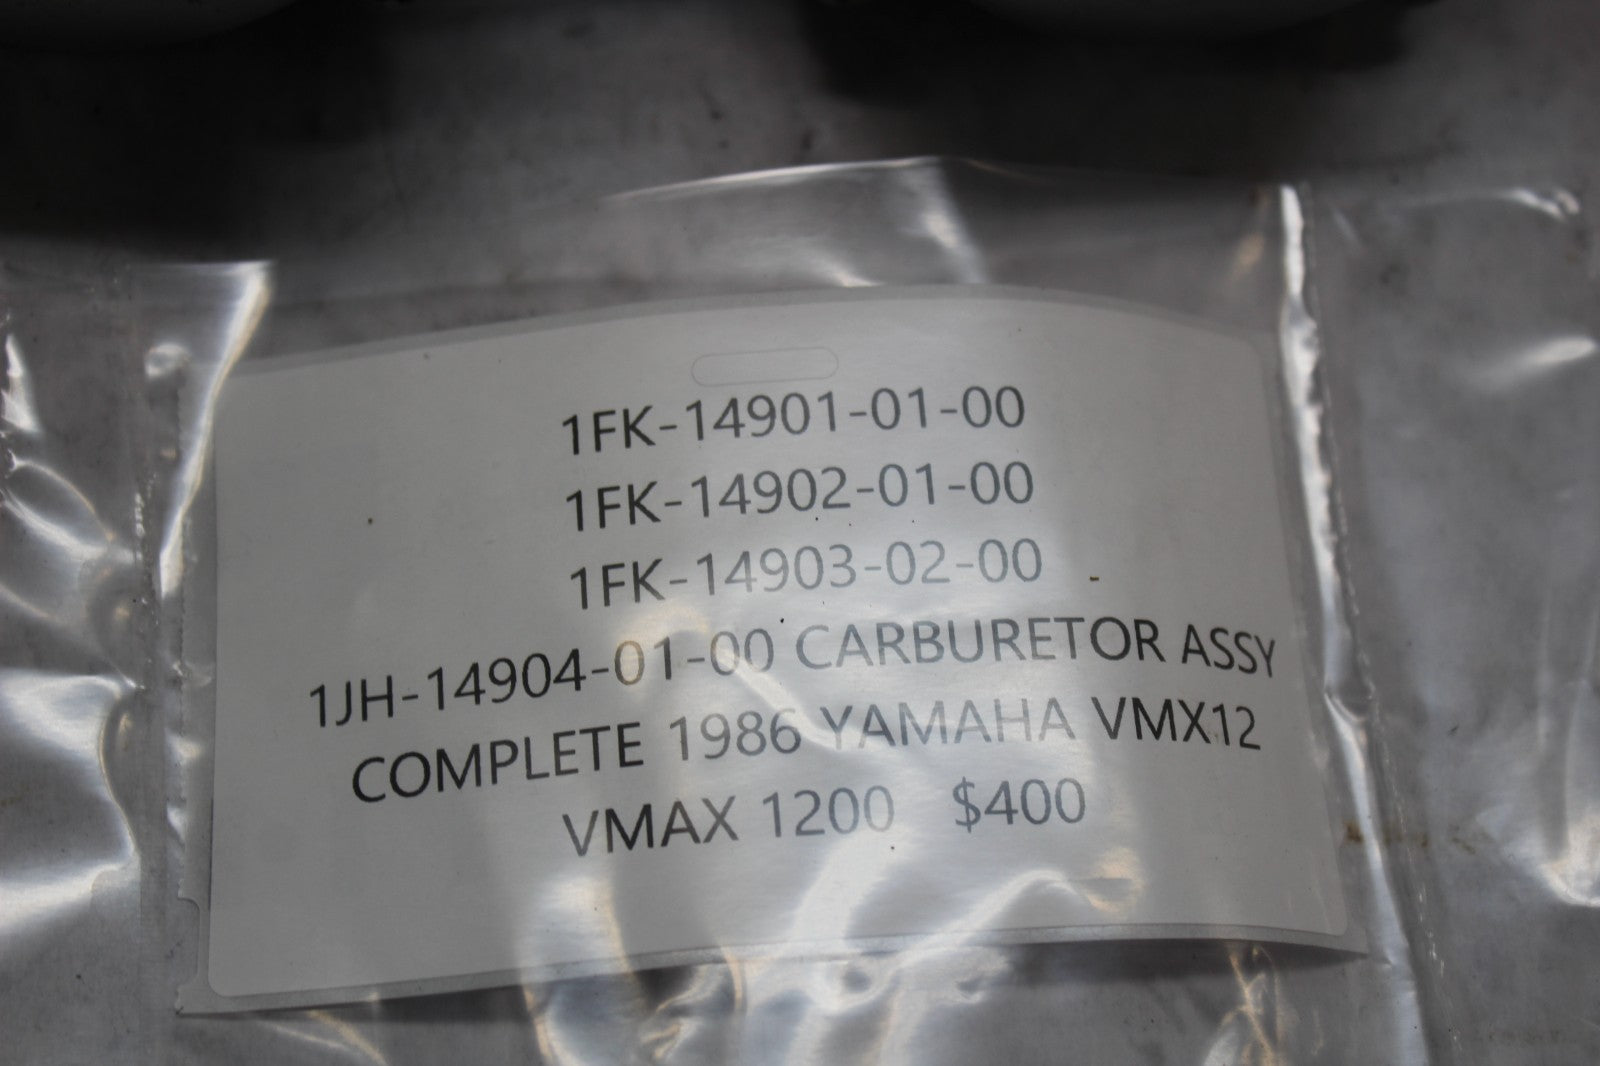 1FK-14901-01-00
1FK-14902-01-00
1FK-14903-02-00
1JH-14904-01-00 CARBURETOR ASSY
COMPLETE 1986 YAMAHA VMX12
VMAX 1200 $400